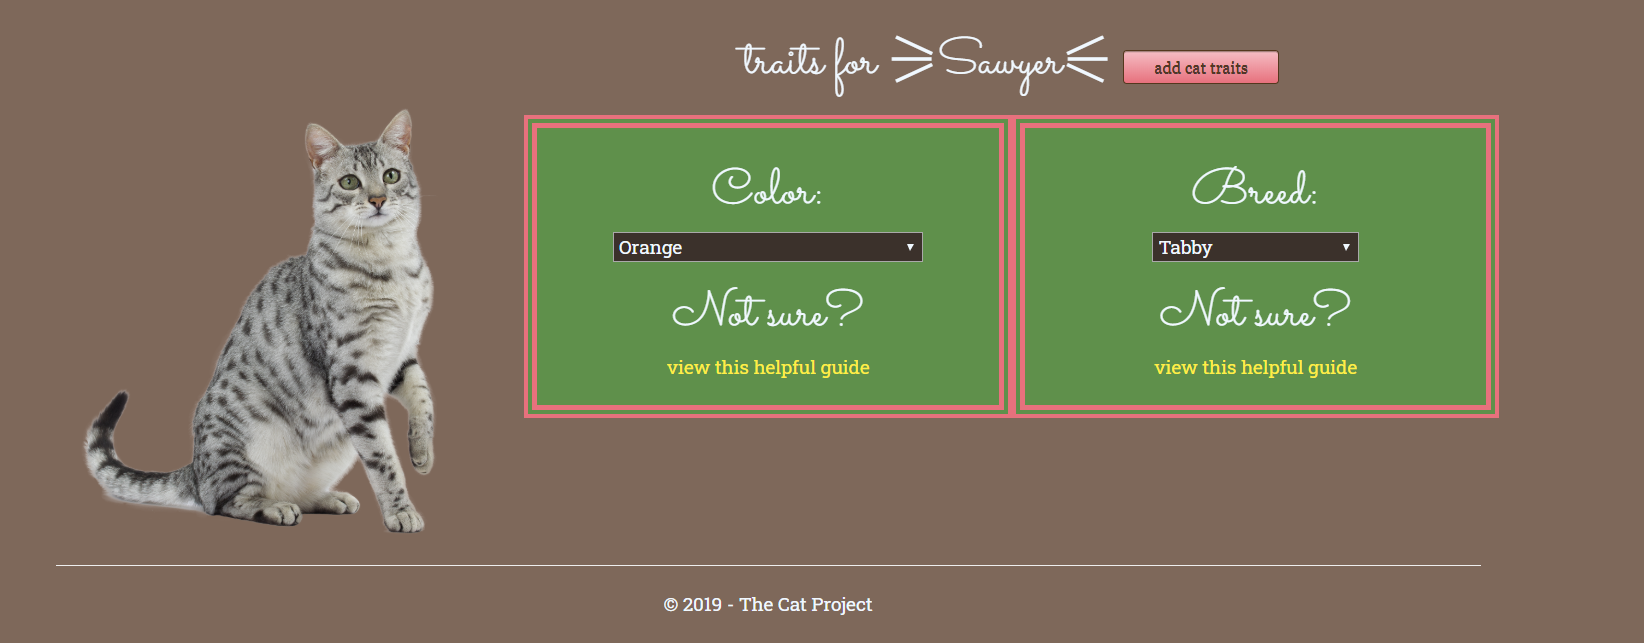 traits for Sawyer
add cat traits
Color:
Orange
Not sure?
view this helpful guide
Breed:
Tabby
Not sure?
view this helpful guide
© 2019 - The Cat Project